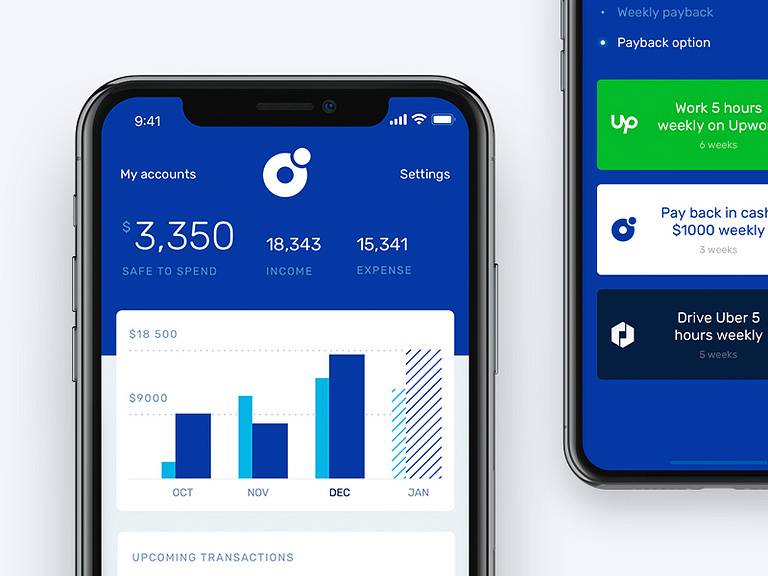 9:41
My accounts
Settings
$3,350
18,343
15,341
SAFE TO SPEND
INCOME
EXPENSE
$18 500
$9000
OCT
NOV
DEC
JAN
UPCOMING TRANSACTIONS
Weekly payback
Payback option
up
Work 5 hours
weekly on
6 weeks
Pay back in
$1000 weekly
3 weeks
Drive Uber 5
hours weekly
5 weeks